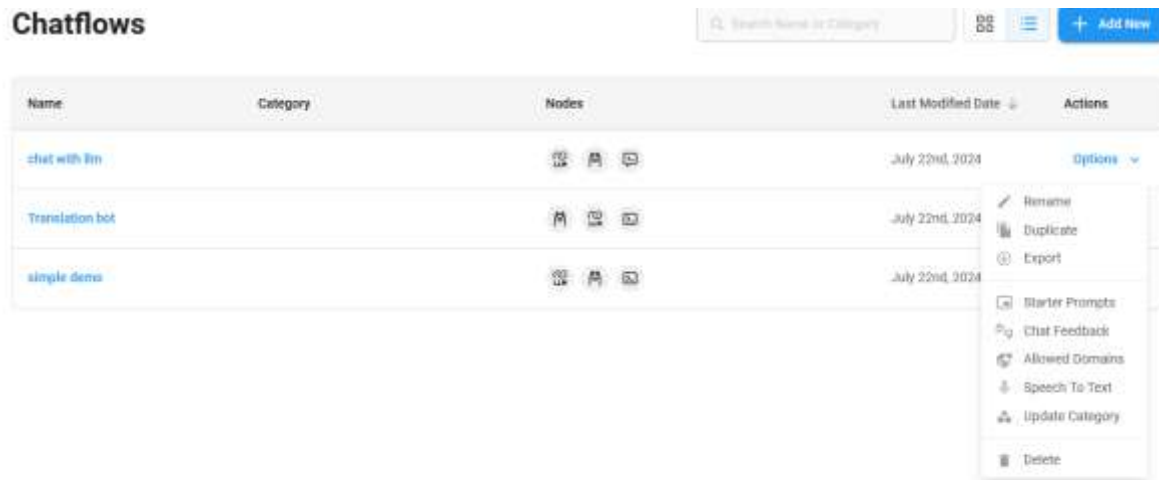 Chatflows
Search Name or Category
Add New
Name Category Nodes Last Modified Date Actions
chat with llm July 22nd, 2024 Options
Rename
Translation bot July 22nd, 2024
Duplicate
Export
simple demo July 22nd, 2024
Starter Prompts
Chat Feedback
Allowed Domains
Speech To Text
Update Category
Delete